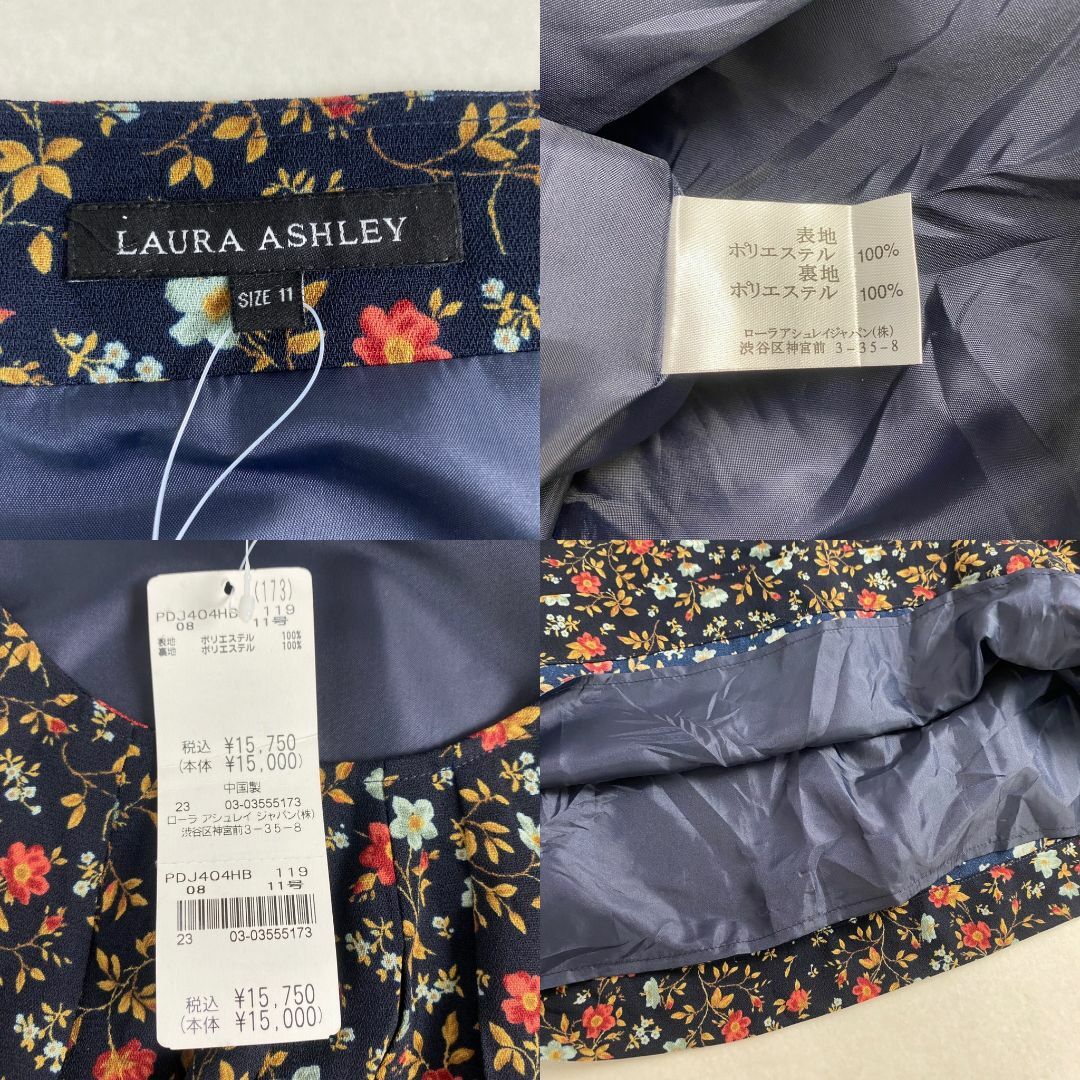 LAURA ASHLEY
SIZE 11
表地
ポリエステル 100%
裏地
ポリエステル 100%
ローラアシュレイジャパン(株)
渋谷区神宮前 3-35-8
(173)
PDJ404HB 119
08 11号
表地 ポリエステル 100%
裏地 ポリエステル 100%
税込 ¥15,750
(本体 ¥15,000)
中国製
23 03-03555173
ローラ アシュレイ ジャパン(株)
渋谷区神宮前3-35-8
PDJ404HB 119
08 11号
23 03-03555173
税込 ¥15,750
(本体 ¥15,000)